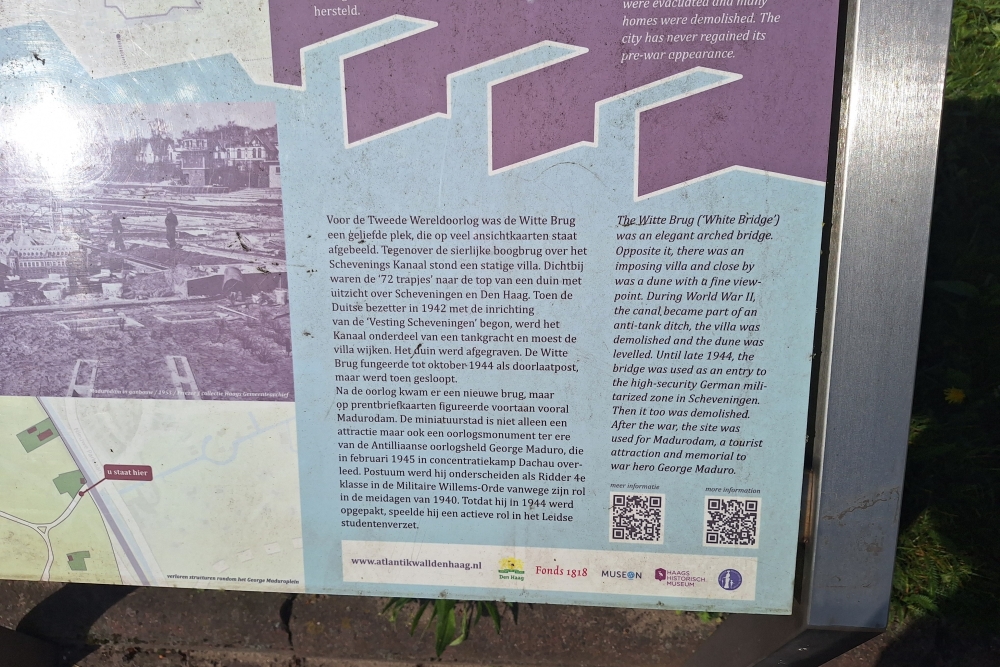 hersteld.
were evacuated and many
homes were demolished. The
city has never regained its
pre-war appearance.
Voor de Tweede Wereldoorlog was de Witte Brug
een geliefde plek, die op veel ansichtkaarten staat
afgebeeld. Tegenover de sierlijke boogbrug over het
Schevenings Kanaal stond een statige villa. Dichtbij
waren de '72 trapjes' naar de top van een duin met
uitzicht over Scheveningen en Den Haag. Toen de
Duitse bezetter in 1942 met de inrichting
van de 'Vesting Scheveningen' begon, werd het
Kanaal onderdeel van een tankgracht en moest de
villa wijken. Het duin werd afgegraven. De Witte
Brug fungeerde tot oktober 1944 als doorlaatpost,
maar werd toen gesloopt.
Na de oorlog kwam er een nieuwe brug, maar
op prentbriefkaarten figureerde voortaan vooral
Madurodam. De miniatuurstad is niet alleen een
attractie maar ook een oorlogsmonument ter ere
van de Antilliaanse oorlogsheld George Maduro, die
in februari 1945 in concentratiekamp Dachau over-
leed. Postuum werd hij onderscheiden als Ridder 4e
klasse in de Militaire Willems-Orde vanwege zijn rol
in de meidagen van 1940. Totdat hij in 1944 werd
opgepakt, speelde hij een actieve rol in het Leidse
studentenverzet.
The Witte Brug ('White Bridge')
was an elegant arched bridge.
Opposite it, there was an
imposing villa and close by
was a dune with a fine view-
point. During World War II,
the canal became part of an
anti-tank ditch, the villa was
demolished and the dune was
levelled. Until late 1944, the
bridge was used as an entry to
the high-security German mili-
tarized zone in Scheveningen.
Then it too was demolished.
After the war, the site was
used for Madurodam, a tourist
attraction and memorial to
war hero George Maduro.
meer informatie
more information
Madurodam in aanbouw / 1951 / collectie Haags Gemeentearchief
u staat hier
verloren structuren rondom het George Maduroplein
www.atlantikwalldenhaag.nl
Den Haag
Fonds 1818
MUSEON
HAAGS
HISTORISCH
MUSEUM